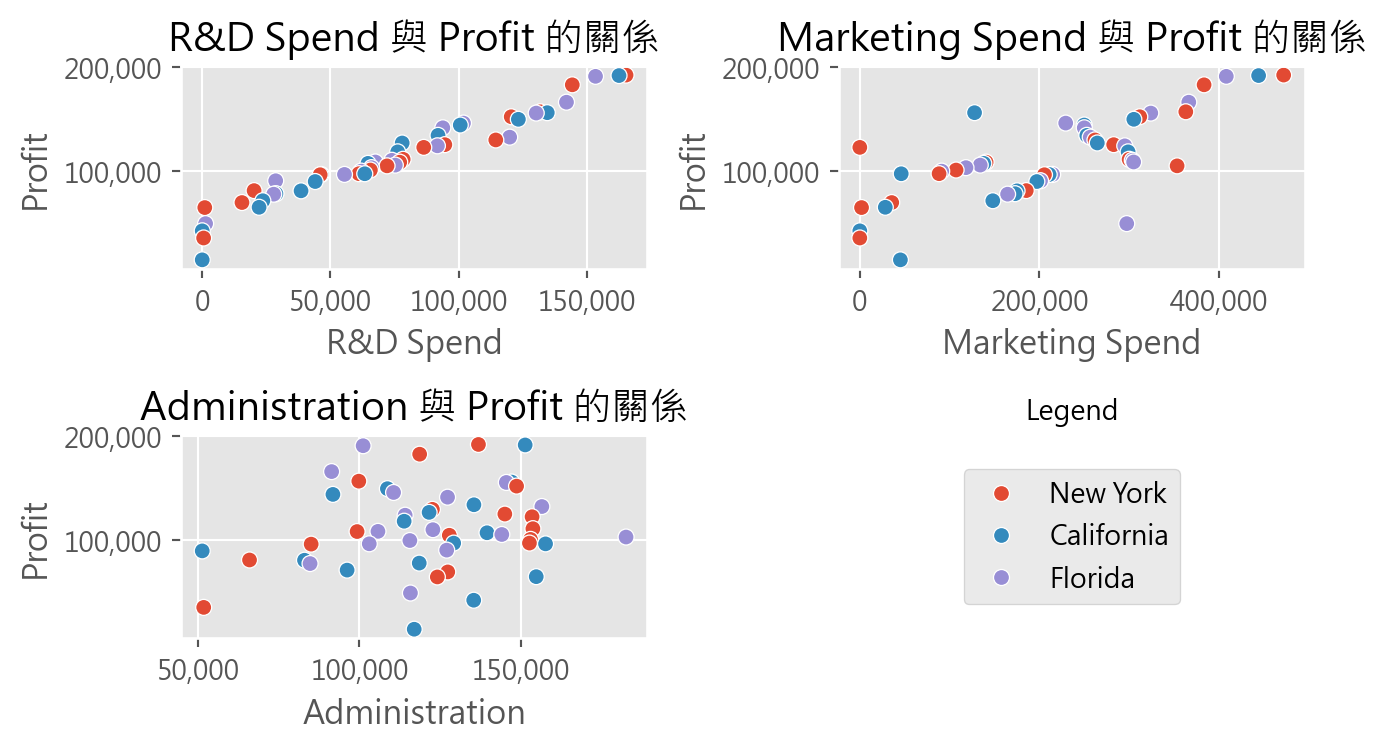 R&D Spend 與 Profit 的關係
200,000
100,000
Profit
0
50,000
100,000
150,000
R&D Spend
Marketing Spend 與 Profit 的關係
200,000
100,000
Profit
0
200,000
400,000
Marketing Spend
Administration 與 Profit 的關係
200,000
100,000
Profit
50,000
100,000
150,000
Administration
Legend
New York
California
Florida